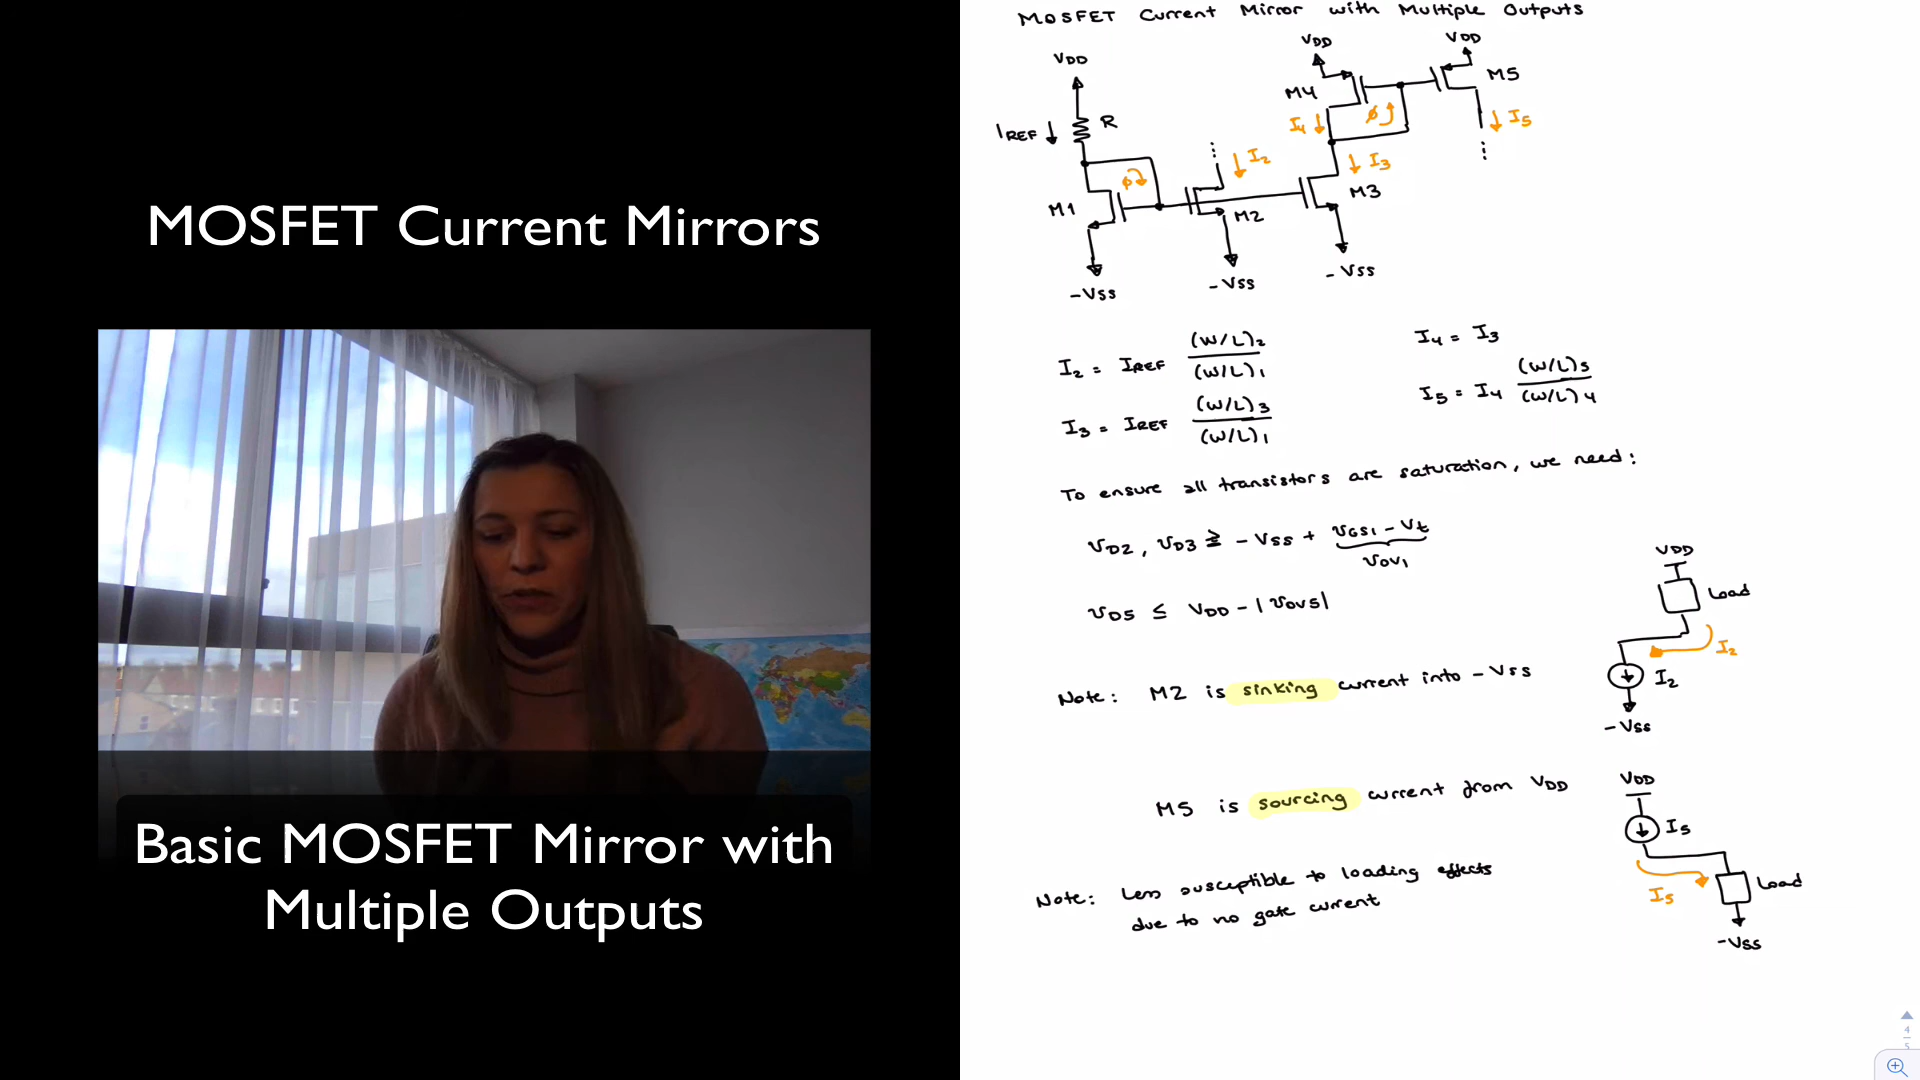 MOSFET Current Mirrors
Basic MOSFET Mirror with
Multiple Outputs
MOSFET Current Mirror with Multiple Outputs
VDD
VDD
VDD
M4
M5
IREF
R
I4
ϕ
I5
I2
I3
ϕ
M1
M2
M3
-VSS
-VSS
-VSS
I2 = IREF (W/L)2 / (W/L)1
I4 = I3
I3 = IREF (W/L)3 / (W/L)1
I5 = I4 (W/L)5 / (W/L)4
To ensure all transistors are saturation, we need:
VD2, VD3 ≥ -VSS + VGS1 - Vt
VOV1
VD5 ≤ VDD - |VOV5|
VDD
Load
I2
I2
-VSS
Note: M2 is sinking current into -VSS
M5 is sourcing current from VDD
VDD
I5
I5
Load
-VSS
Note: Less susceptible to loading effects
due to no gate current
4
5